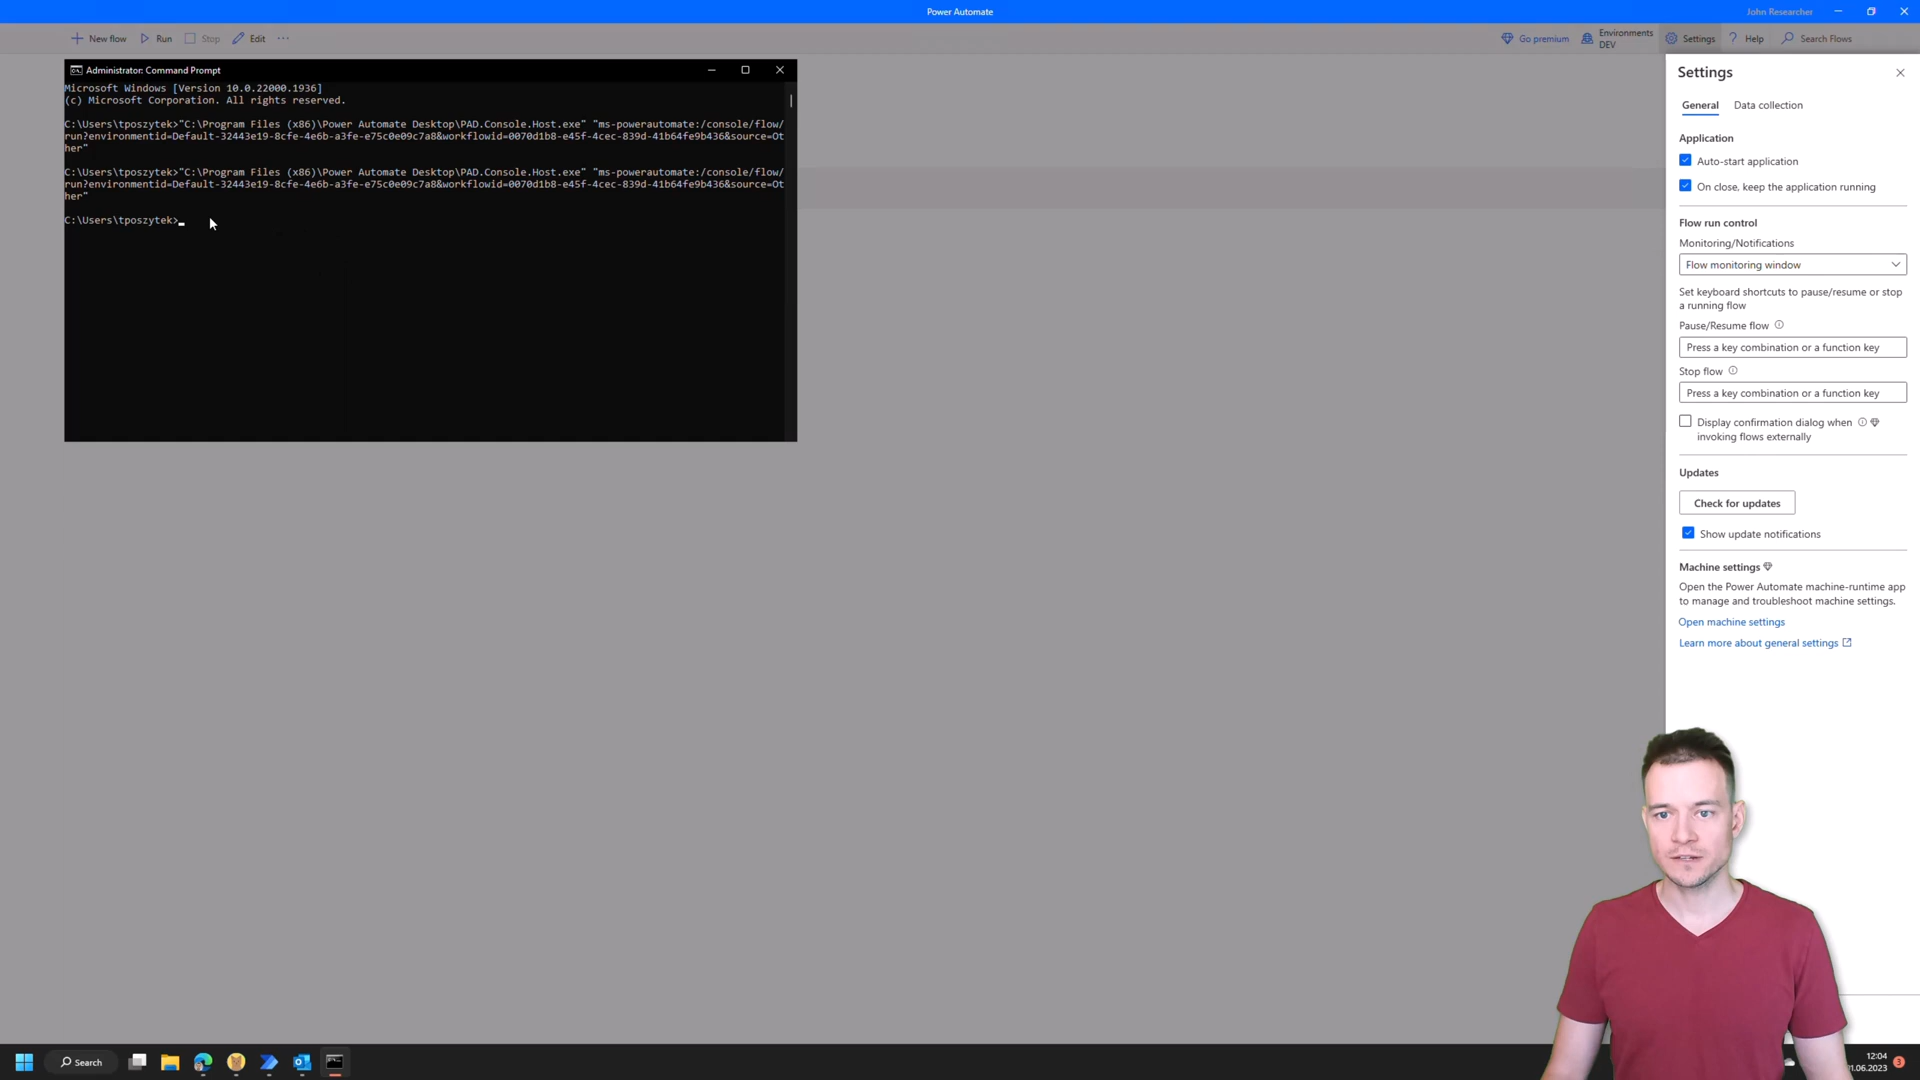 Power Automate
John Researcher
New flow Run Stop Edit ...
Go premium Environments DEV Settings Help Search Flows
Administrator: Command Prompt
Microsoft Windows [Version 10.0.22000.1936]
(c) Microsoft Corporation. All rights reserved.
C:\Users\tposzytek>"C:\Program Files (x86)\Power Automate Desktop\PAD.Console.Host.exe" "ms-powerautomate:/console/flow/
run?environmentid=Default-32443e19-8cfe-4e6b-a3fe-e75c0e09c7a8&workflowid=0070d1b8-e45f-4cec-839d-41b64fe9b436&source=Ot
her"
C:\Users\tposzytek>"C:\Program Files (x86)\Power Automate Desktop\PAD.Console.Host.exe" "ms-powerautomate:/console/flow/
run?environmentid=Default-32443e19-8cfe-4e6b-a3fe-e75c0e09c7a8&workflowid=0070d1b8-e45f-4cec-839d-41b64fe9b436&source=Ot
her"
C:\Users\tposzytek>
Settings
General Data collection
Application
Auto-start application
On close, keep the application running
Flow run control
Monitoring/Notifications
Flow monitoring window
Set keyboard shortcuts to pause/resume or stop
a running flow
Pause/Resume flow
Press a key combination or a function key
Stop flow
Press a key combination or a function key
Display confirmation dialog when
invoking flows externally
Updates
Check for updates
Show update notifications
Machine settings
Open the Power Automate machine-runtime app
to manage and troubleshoot machine settings.
Open machine settings
Learn more about general settings
Search
12:04
1.06.2023
3